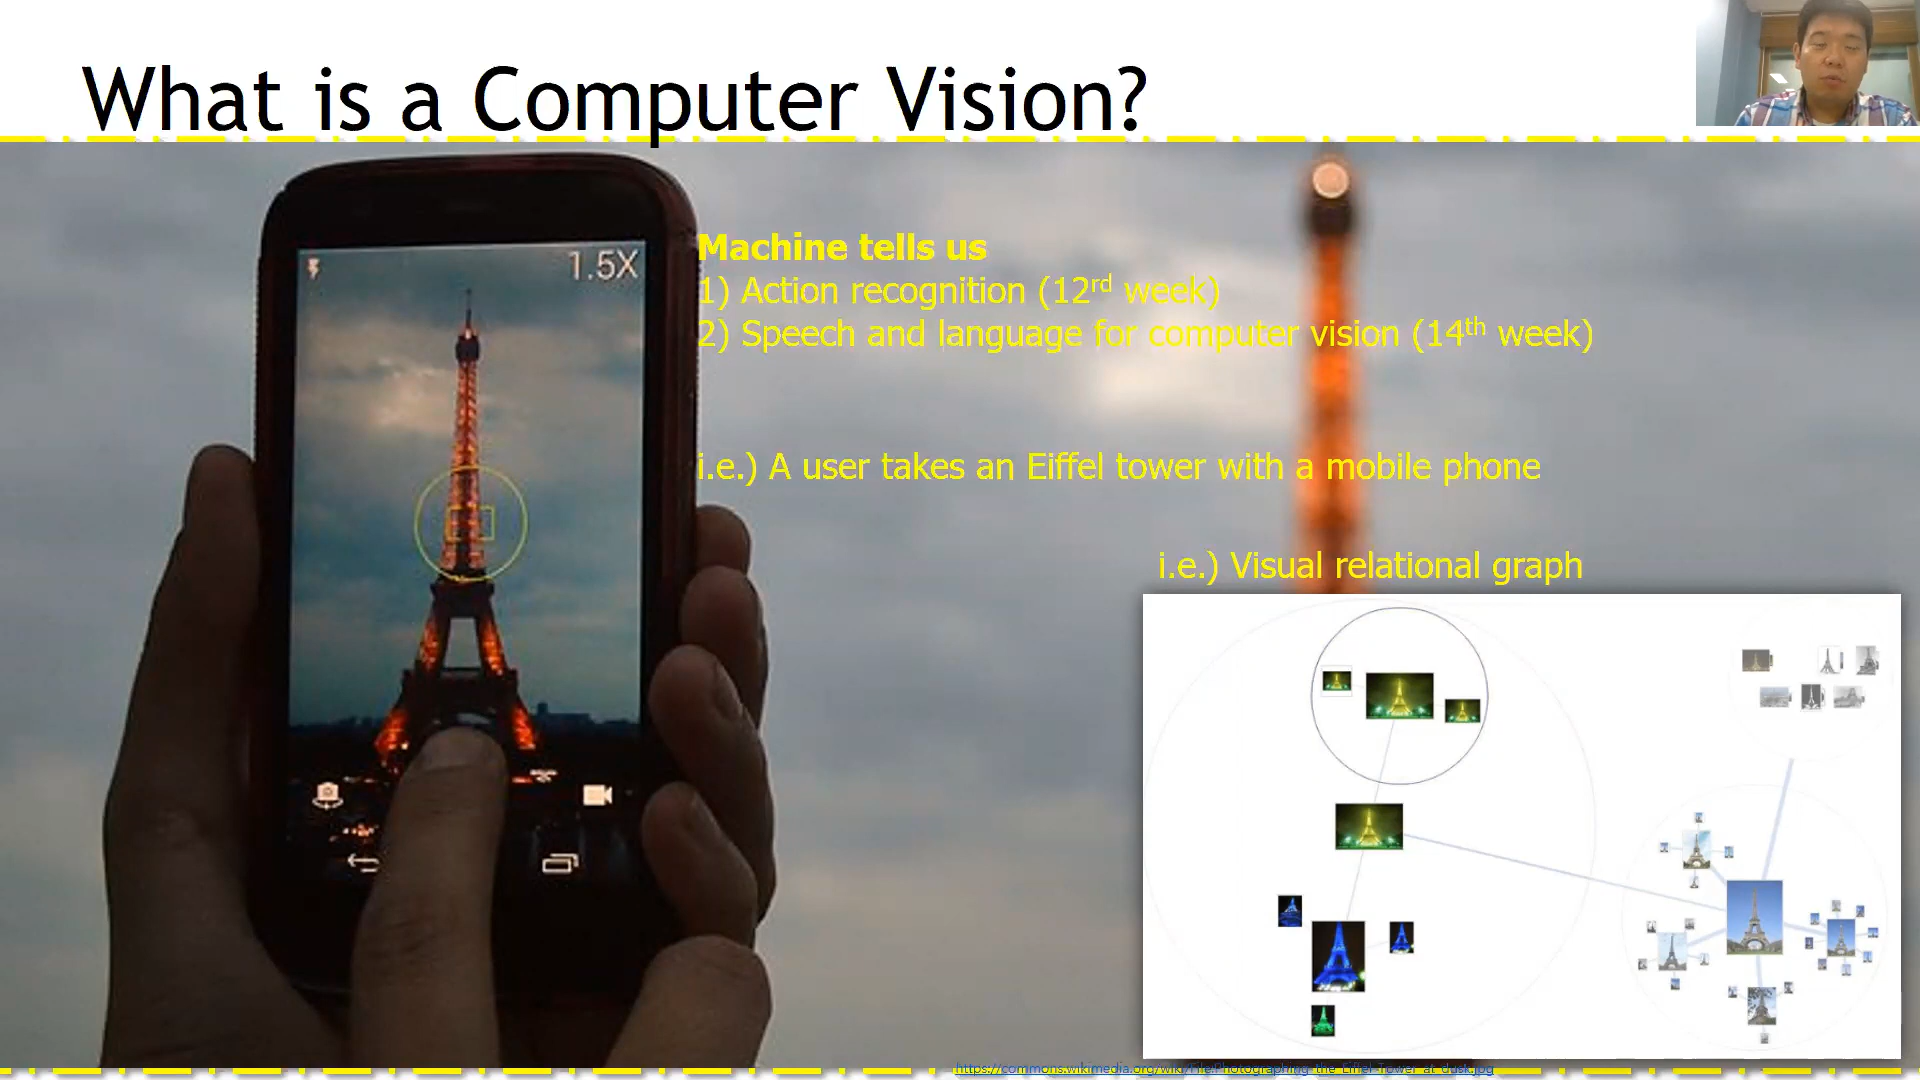 What is a Computer Vision?
1.5X
Machine tells us
1) Action recognition (12rd week)
2) Speech and language for computer vision (14th week)
i.e.) A user takes an Eiffel tower with a mobile phone
i.e.) Visual relational graph
https://commons.wikimedia.org/wiki/File:Photographing_the_Eiffel_Tower_at_dusk.jpg